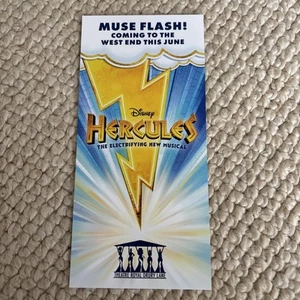 MUSE FLASH!
COMING TO THE
WEST END THIS JUNE
Disney
HERCULES
THE ELECTRIFYING NEW MUSICAL
THEATRE ROYAL DRURY LANE